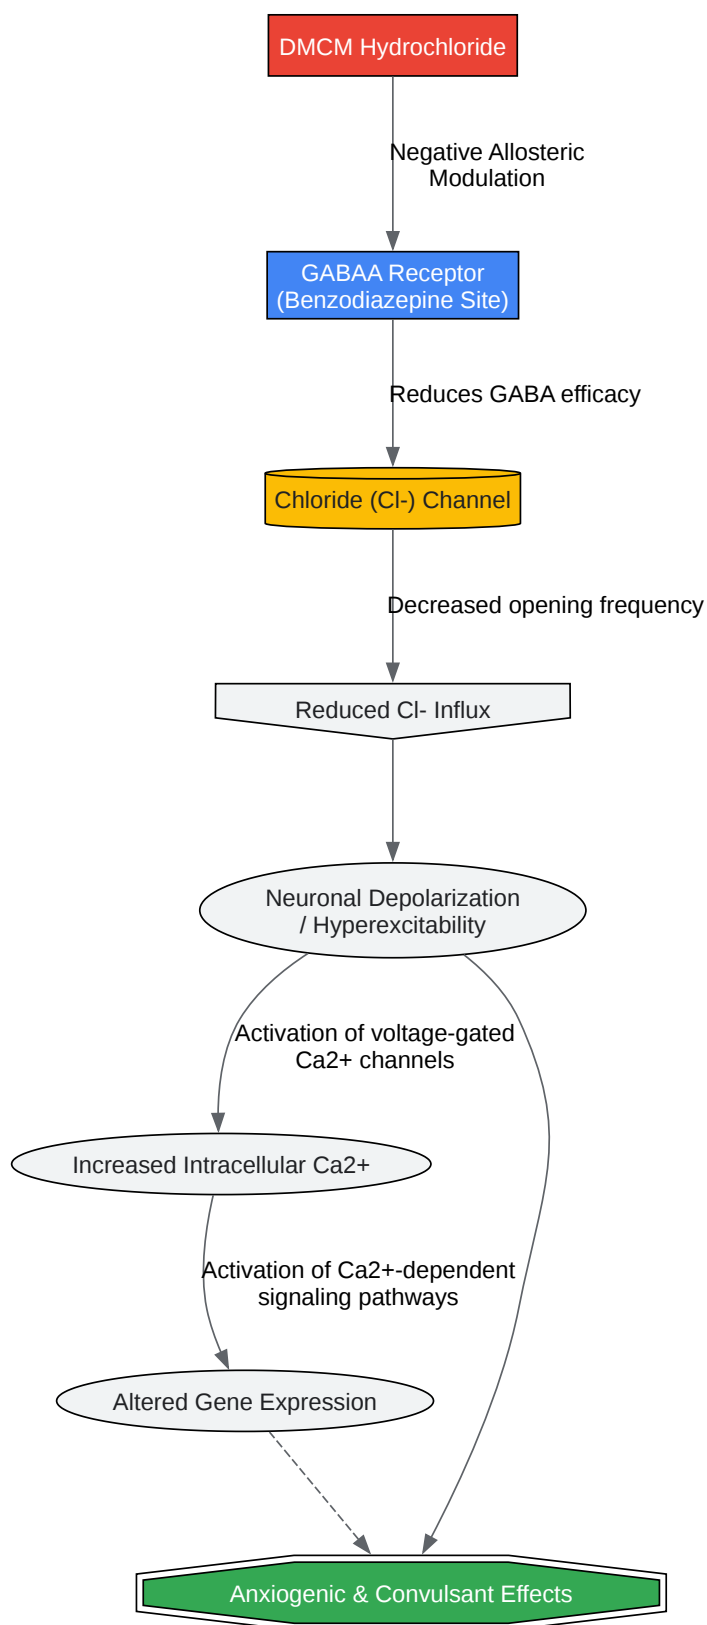 DMCM Hydrochloride
Negative Allosteric
Modulation
GABAA Receptor
(Benzodiazepine Site)
Reduces GABA efficacy
Chloride (Cl-) Channel
Decreased opening frequency
Reduced Cl- Influx
Neuronal Depolarization
/ Hyperexcitability
Activation of voltage-gated
Ca2+ channels
Increased Intracellular Ca2+
Activation of Ca2+-dependent
signaling pathways
Altered Gene Expression
Anxiogenic & Convulsant Effects